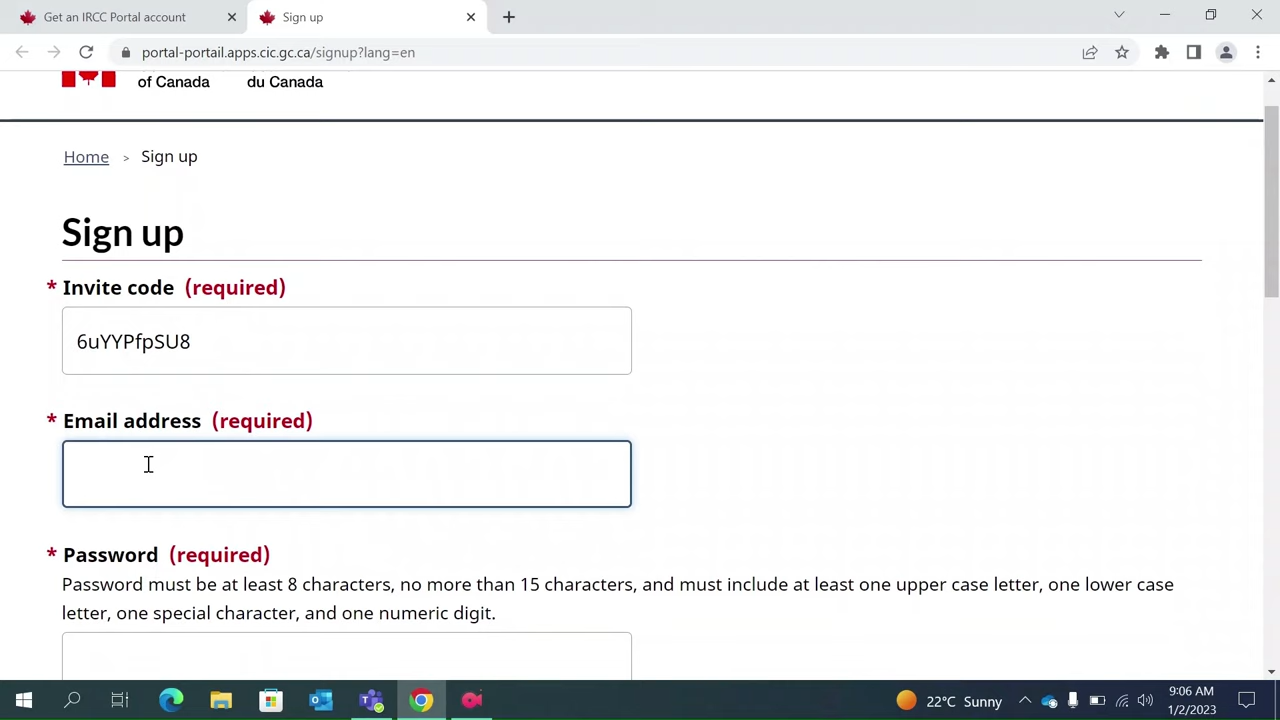 Get an IRCC Portal account
Sign up
portal-portail.apps.cic.gc.ca/signup?lang=en
of Canada
du Canada
Home > Sign up
Sign up
* Invite code (required)
6uYYPfpSU8
* Email address (required)
* Password (required)
Password must be at least 8 characters, no more than 15 characters, and must include at least one upper case letter, one lower case
letter, one special character, and one numeric digit.
22°C Sunny
9:06 AM
1/2/2023